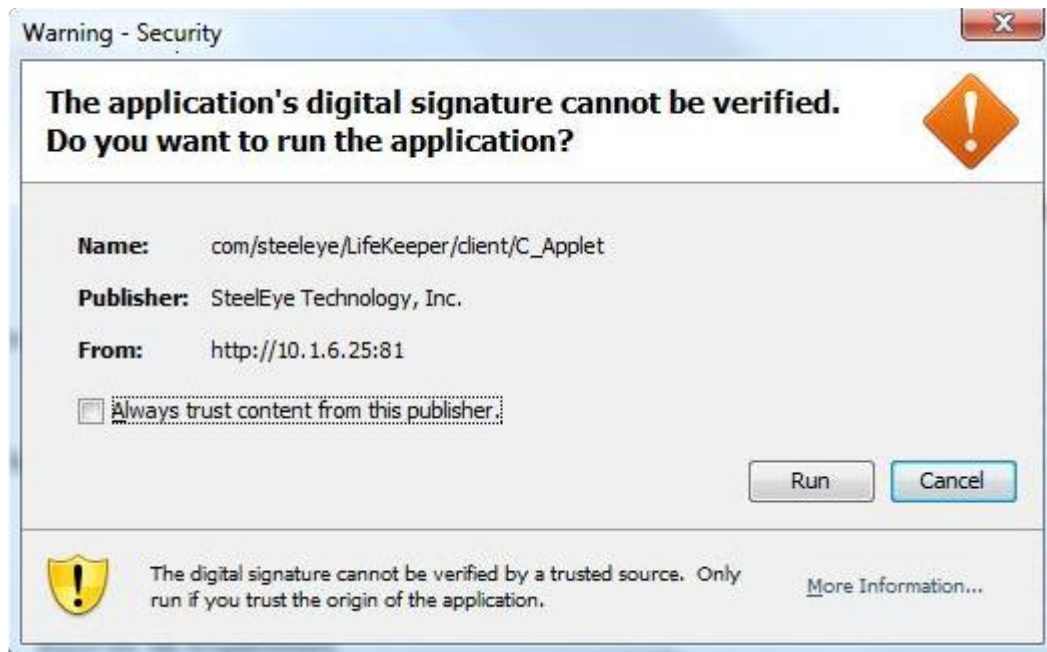 Warning - Security
The application's digital signature cannot be verified.
Do you want to run the application?
Name: com/steeleye/LifeKeeper/client/C_Applet
Publisher: SteelEye Technology, Inc.
From: http://10.1.6.25:81
Always trust content from this publisher.
Run Cancel
The digital signature cannot be verified by a trusted source. Only
run if you trust the origin of the application.
More Information...